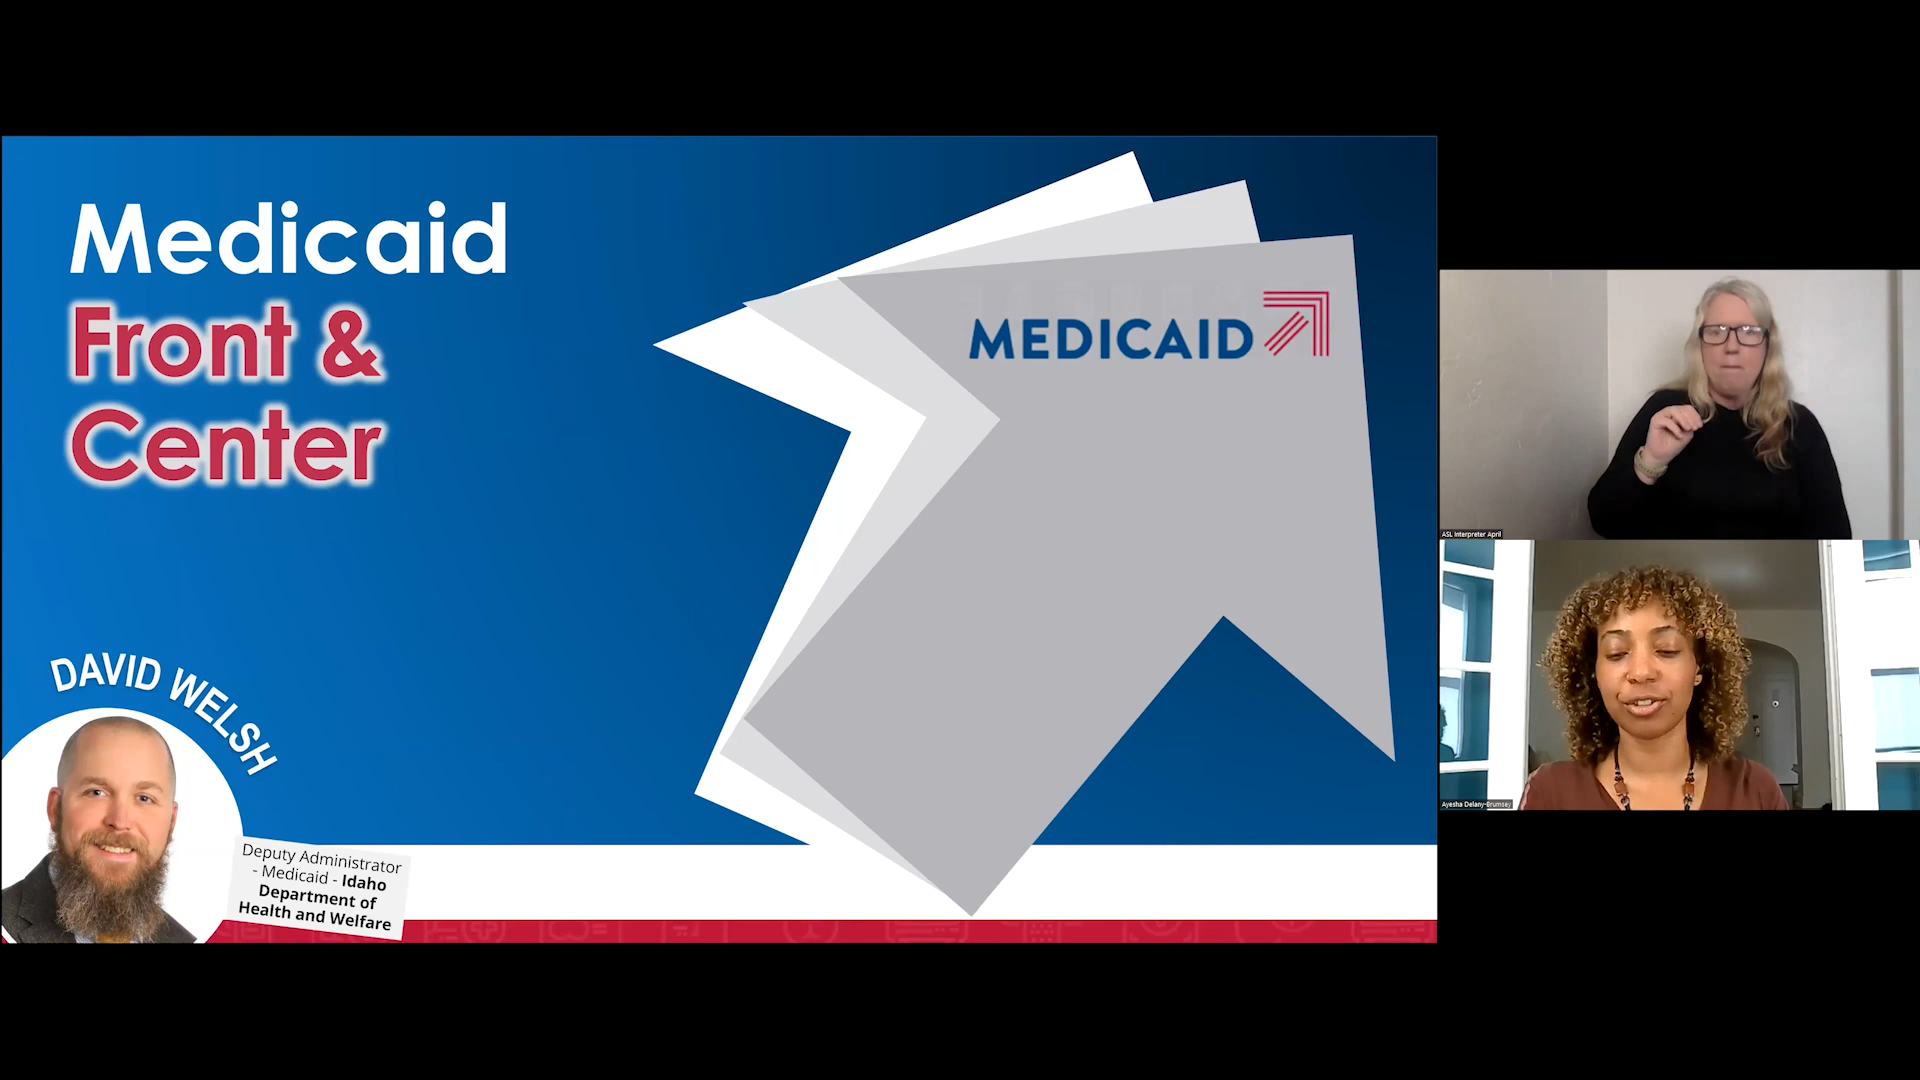 Medicaid
Front &
Center
MEDICAID
DAVID WELSH
Deputy Administrator
- Medicaid - Idaho
Department of
Health and Welfare
ASL Interpreter April
Ayesha Delany-Brumsey